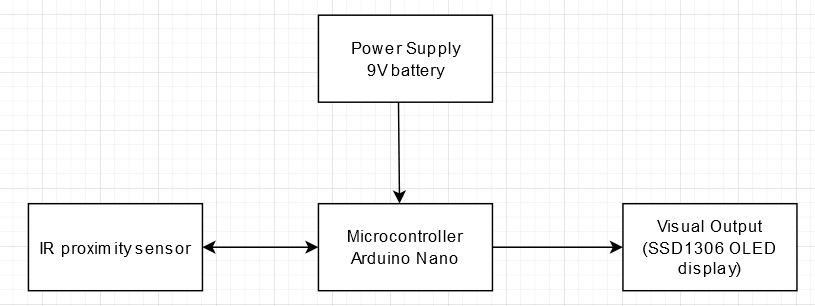 Power Supply
9V battery
IR proximity sensor
Microcontroller
Arduino Nano
Visual Output
(SSD1306 OLED
display)